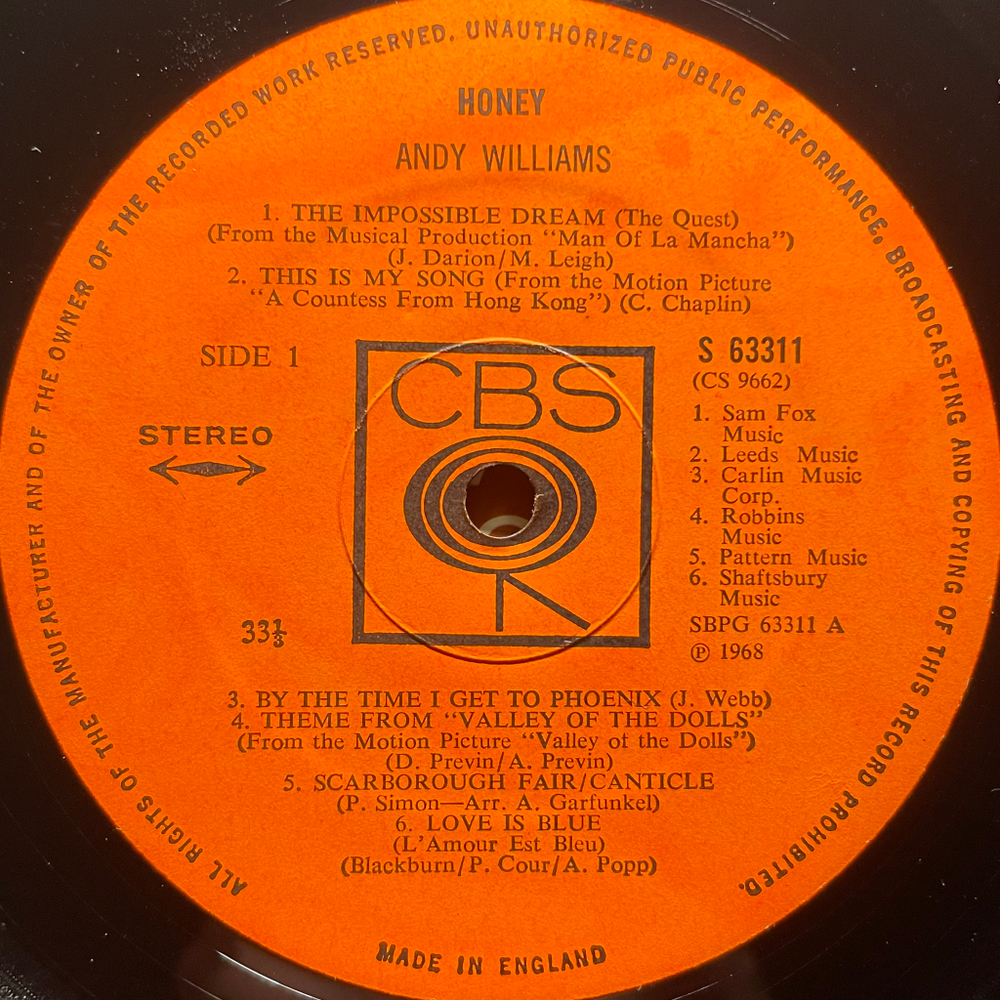 ALL RIGHTS OF THE MANUFACTURER AND OF THE OWNER OF THE RECORDED WORK RESERVED. UNAUTHORIZED PUBLIC PERFORMANCE, BROADCASTING AND COPYING OF THIS RECORD PROHIBITED.
HONEY
ANDY WILLIAMS
1. THE IMPOSSIBLE DREAM (The Quest)
(From the Musical Production “Man Of La Mancha”)
(J. Darion/M. Leigh)
2. THIS IS MY SONG (From the Motion Picture
“A Countess From Hong Kong”) (C. Chaplin)
SIDE 1
STEREO
33⅓
CBS
S 63311
(CS 9662)
1. Sam Fox
Music
2. Leeds Music
3. Carlin Music
Corp.
4. Robbins
Music
5. Pattern Music
6. Shaftsbury
Music
SBPG 63311 A
℗ 1968
3. BY THE TIME I GET TO PHOENIX (J. Webb)
4. THEME FROM “VALLEY OF THE DOLLS”
(From the Motion Picture “Valley of the Dolls”)
(D. Previn/A. Previn)
5. SCARBOROUGH FAIR/CANTICLE
(P. Simon—Arr. A. Garfunkel)
6. LOVE IS BLUE
(L’Amour Est Bleu)
(Blackburn/P. Cour/A. Popp)
MADE IN ENGLAND